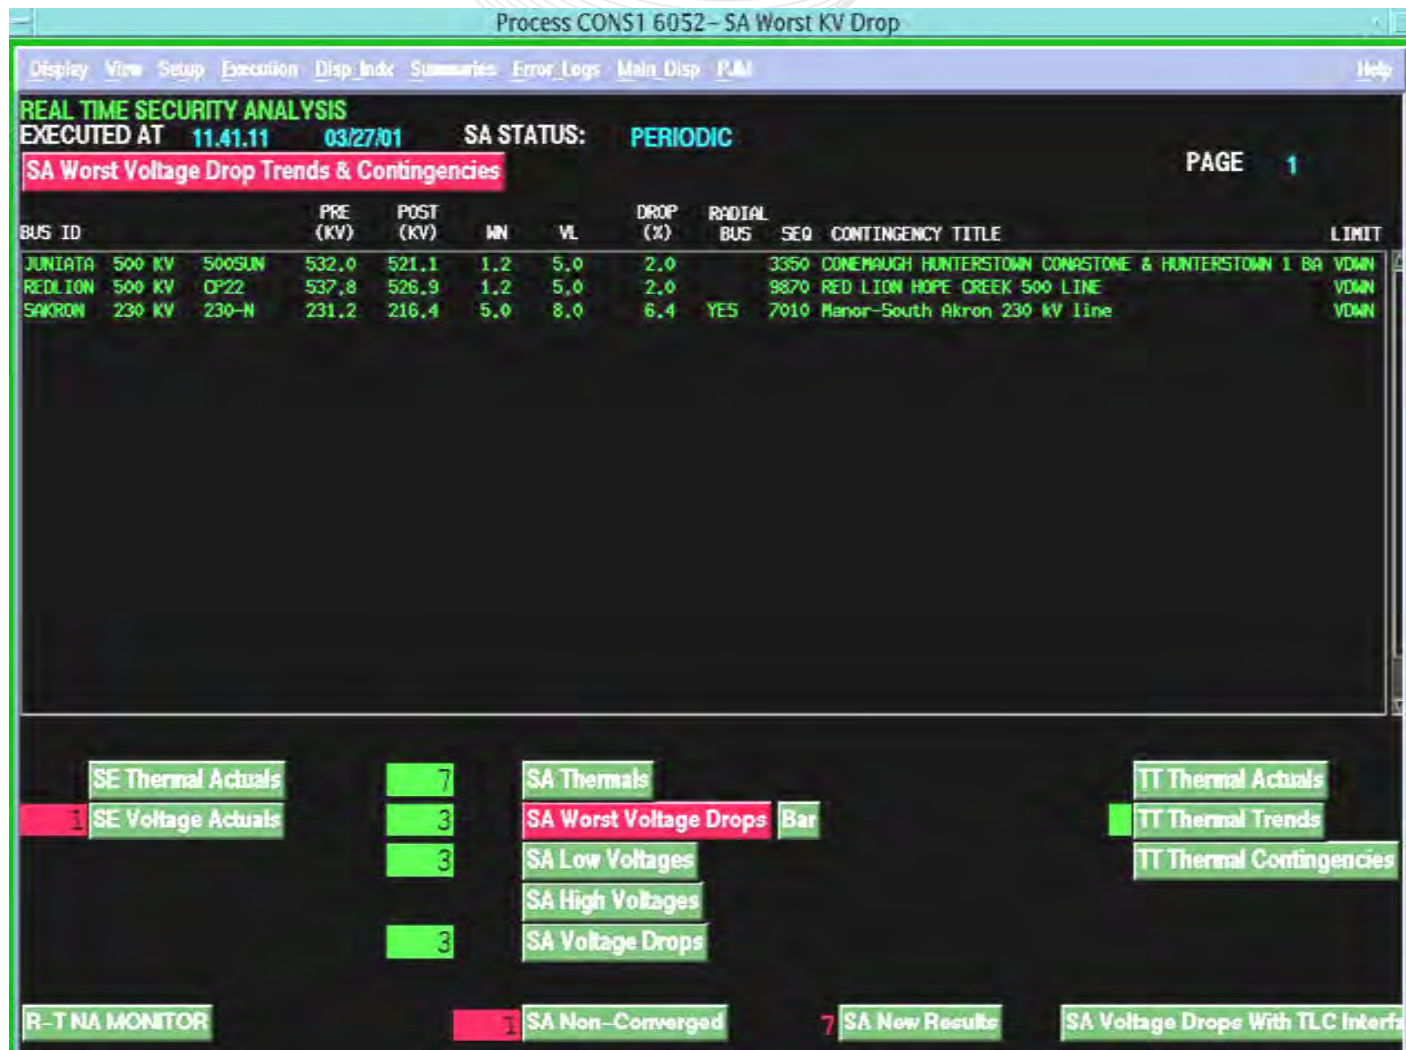 Process CONS1 6052– SA Worst KV Drop
Display View Setup Execution Disp_Indx Summaries Error_Logs Main_Disp PJM Help
REAL TIME SECURITY ANALYSIS
EXECUTED AT 11.41.11 03/27/01 SA STATUS: PERIODIC
SA Worst Voltage Drop Trends & Contingencies PAGE 1
PRE POST DROP RADIAL
BUS ID (KV) (KV) WN VL (%) BUS SEQ CONTINGENCY TITLE LIMIT
JUNIATA 500 KV 500SUN 532.0 521.1 1.2 5.0 2.0 3350 CONEMAUGH HUNTERSTOWN CONASTONE & HUNTERSTOWN 1 BA VDWN
REDLION 500 KV CP22 537.8 526.9 1.2 5.0 2.0 9870 RED LION HOPE CREEK 500 LINE VDWN
SAKRON 230 KV 230-N 231.2 216.4 5.0 8.0 6.4 YES 7010 Manor-South Akron 230 kV line VDWN
SE Thermal Actuals 7 SA Thermals TT Thermal Actuals
1 SE Voltage Actuals 3 SA Worst Voltage Drops Bar TT Thermal Trends
3 SA Low Voltages TT Thermal Contingencies
SA High Voltages
3 SA Voltage Drops
R-T NA MONITOR 1 SA Non-Converged 7 SA New Results SA Voltage Drops With TLC Interfa